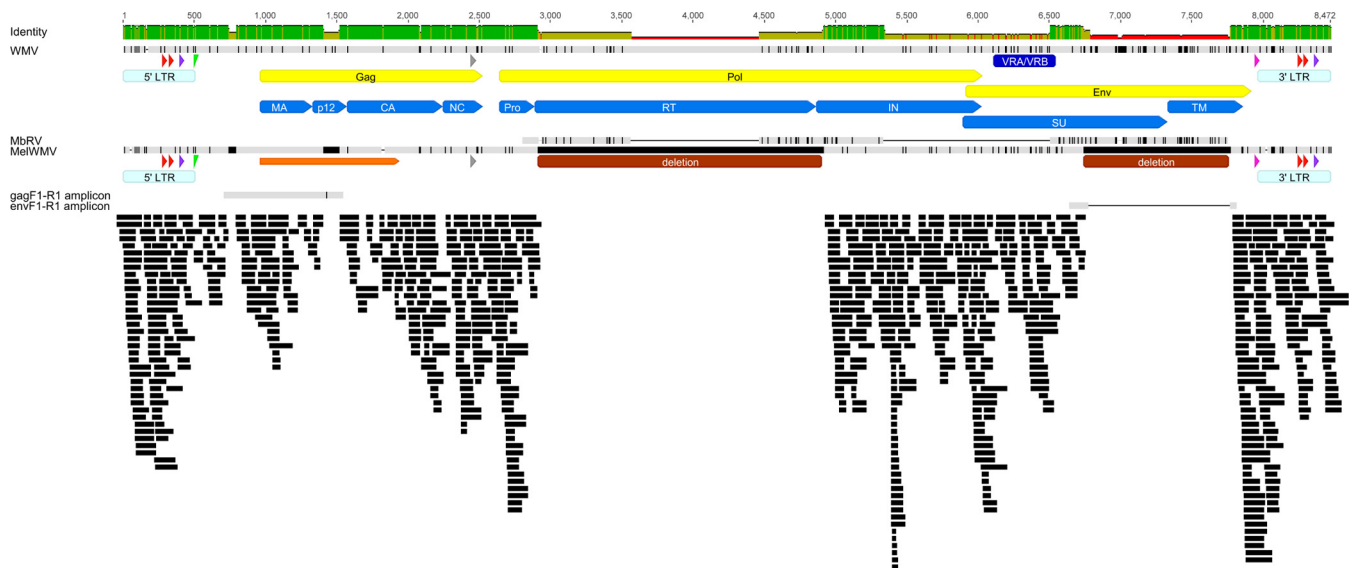 1 500 1,000 1,500 2,000 2,500 3,000 3,500 4,000 4,500 5,000 5,500 6,000 6,500 7,000 7,500 8,000 8,472
Identity
WMV
VRA/VRB
5' LTR Gag Pol 3' LTR
Env
MA p12 CA NC Pro RT IN TM
SU
MbRV
MelWMV
deletion deletion
5' LTR 3' LTR
gagF1-R1 amplicon
envF1-R1 amplicon